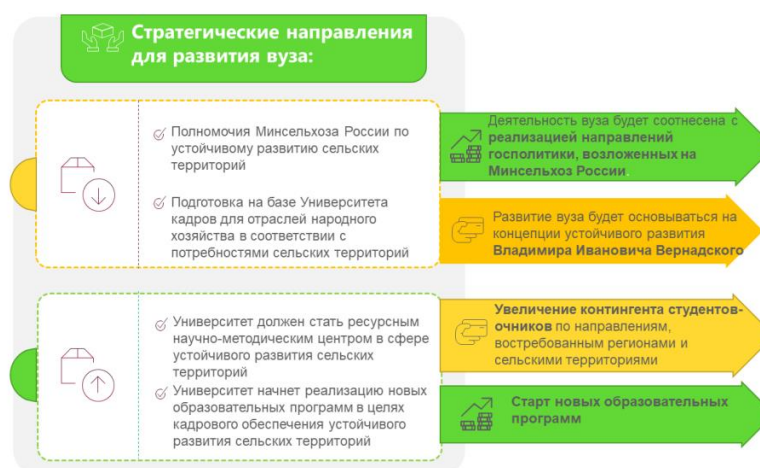 Стратегические направления
для развития вуза:
Полномочия Минсельхоза России по
устойчивому развитию сельских
территорий
Подготовка на базе Университета
кадров для отраслей народного
хозяйства в соответствии с
потребностями сельских территорий
Деятельность вуза будет соотнесена с
реализацией направлений
госполитики, возложенных на
Минсельхоз России.
Развитие вуза будет основываться на
концепции устойчивого развития
Владимира Ивановича Вернадского
Университет должен стать ресурсным
научно-методическим центром в сфере
устойчивого развития сельских
территорий
Университет начнет реализацию новых
образовательных программ в целях
кадрового обеспечения устойчивого
развития сельских территорий
Увеличение контингента студентов-
очников по направлениям,
востребованным регионами и
сельскими территориями
Старт новых образовательных
программ